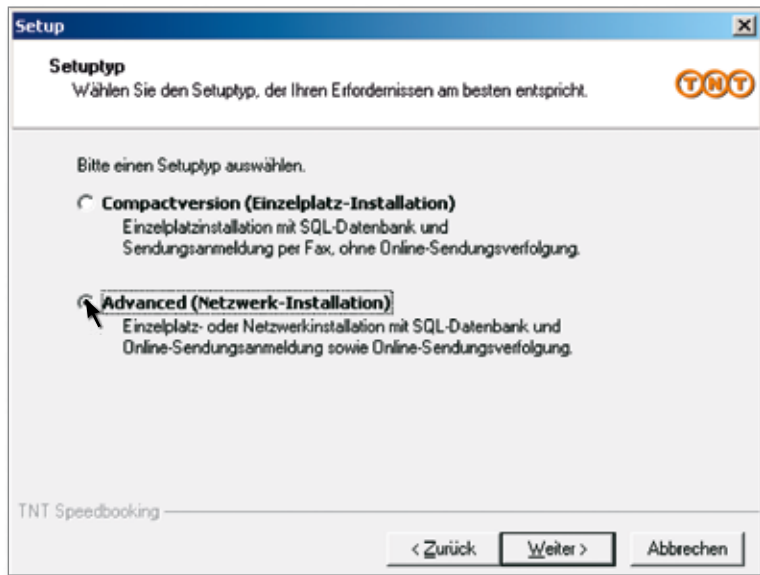 Setup
Setuptyp
Wählen Sie den Setuptyp, der Ihren Erfordernissen am besten entspricht.
TNT
Bitte einen Setuptyp auswählen.
Compactversion (Einzelplatz-Installation)
Einzelplatzinstallation mit SQL-Datenbank und
Sendungsanmeldung per Fax, ohne Online-Sendungsverfolgung.
Advanced (Netzwerk-Installation)
Einzelplatz- oder Netzwerkinstallation mit SQL-Datenbank und
Online-Sendungsanmeldung sowie Online-Sendungsverfolgung.
TNT Speedbooking
< Zurück Weiter > Abbrechen